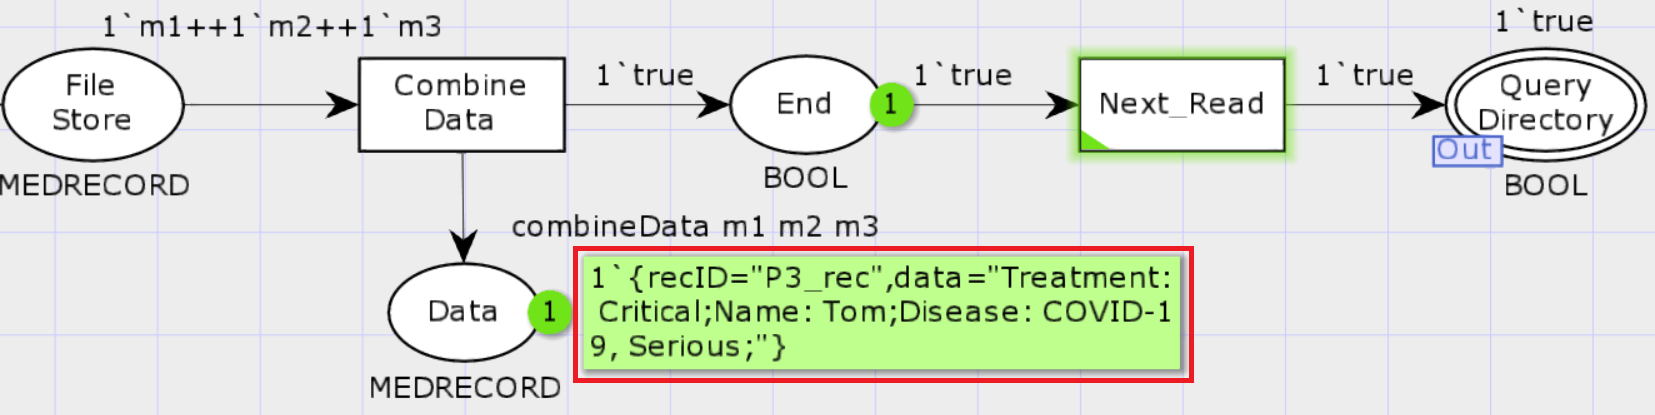 1`m1++1`m2++1`m3
1`true
File
Store
Combine
Data
1`true
End
1
1`true
Next_Read
1`true
Query
Directory
Out
MEDRECORD
BOOL
BOOL
combineData m1 m2 m3
Data
1
1`{recID="P3_rec",data="Treatment:
Critical;Name: Tom;Disease: COVID-1
9, Serious;"}
MEDRECORD